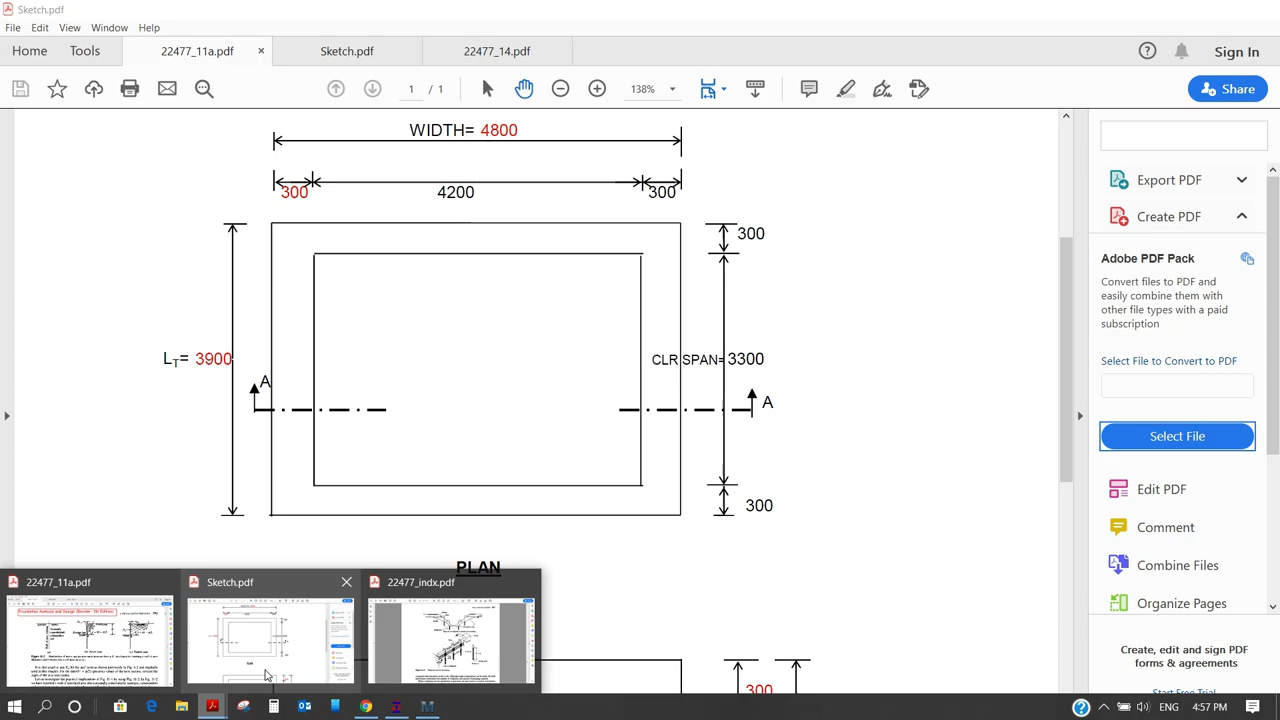 Sketch.pdf
File Edit View Window Help
Home Tools 22477_11a.pdf × Sketch.pdf 22477_14.pdf Sign In
1 / 1 138% Share
WIDTH= 4800
300 4200 300
300
LT= 3900
CLR SPAN= 3300
A
A
300
PLAN
300
Export PDF
Create PDF
Adobe PDF Pack
Convert files to PDF and
easily combine them with
other file types with a paid
subscription
Select File to Convert to PDF
Select File
Edit PDF
Comment
Combine Files
Organize Pages
Create, edit and sign PDF
forms & agreements
Start Free Trial
22477_11a.pdf Sketch.pdf 22477_indx.pdf
4:57 PM